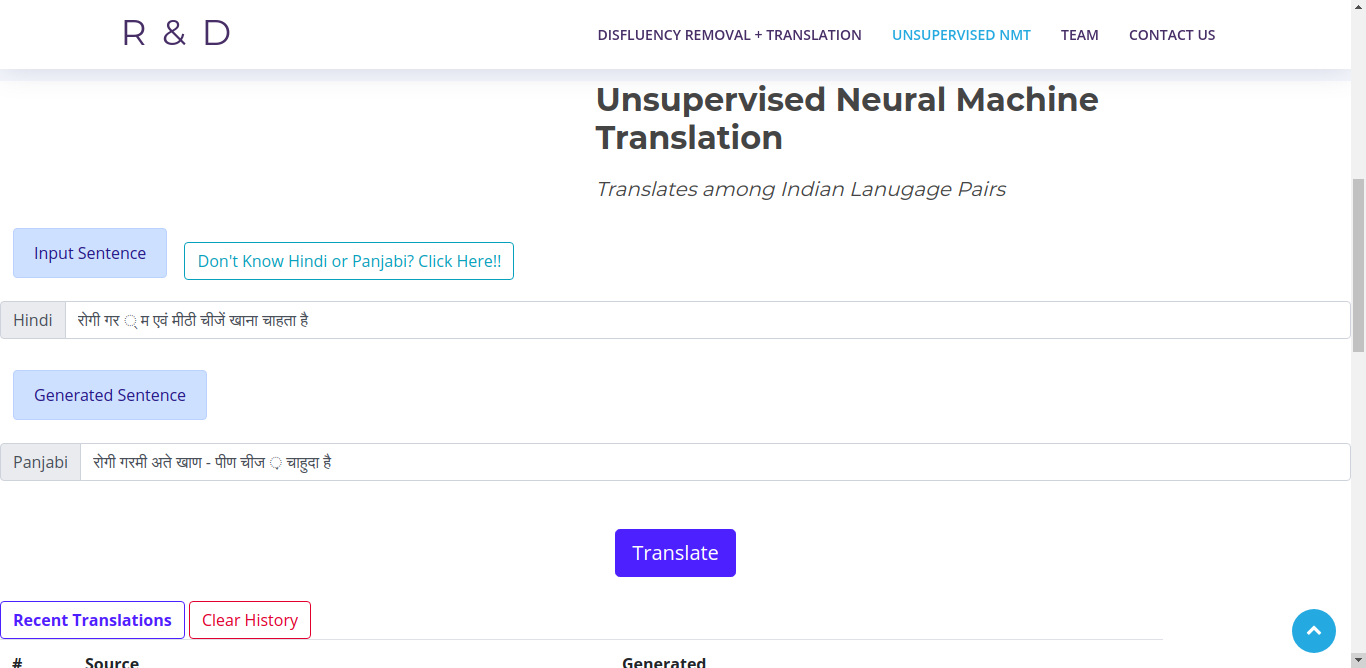 R & D
DISFLUENCY REMOVAL + TRANSLATION UNSUPERVISED NMT TEAM CONTACT US
Unsupervised Neural Machine
Translation
Translates among Indian Lanugage Pairs
Input Sentence Don't Know Hindi or Panjabi? Click Here!!
Hindi रोगी गर ् म एवं मीठी चीजें खाना चाहता है
Generated Sentence
Panjabi रोगी गरमी अते खाण - पीण चीज ़ चाहुदा है
Translate
Recent Translations Clear History
# Source Generated